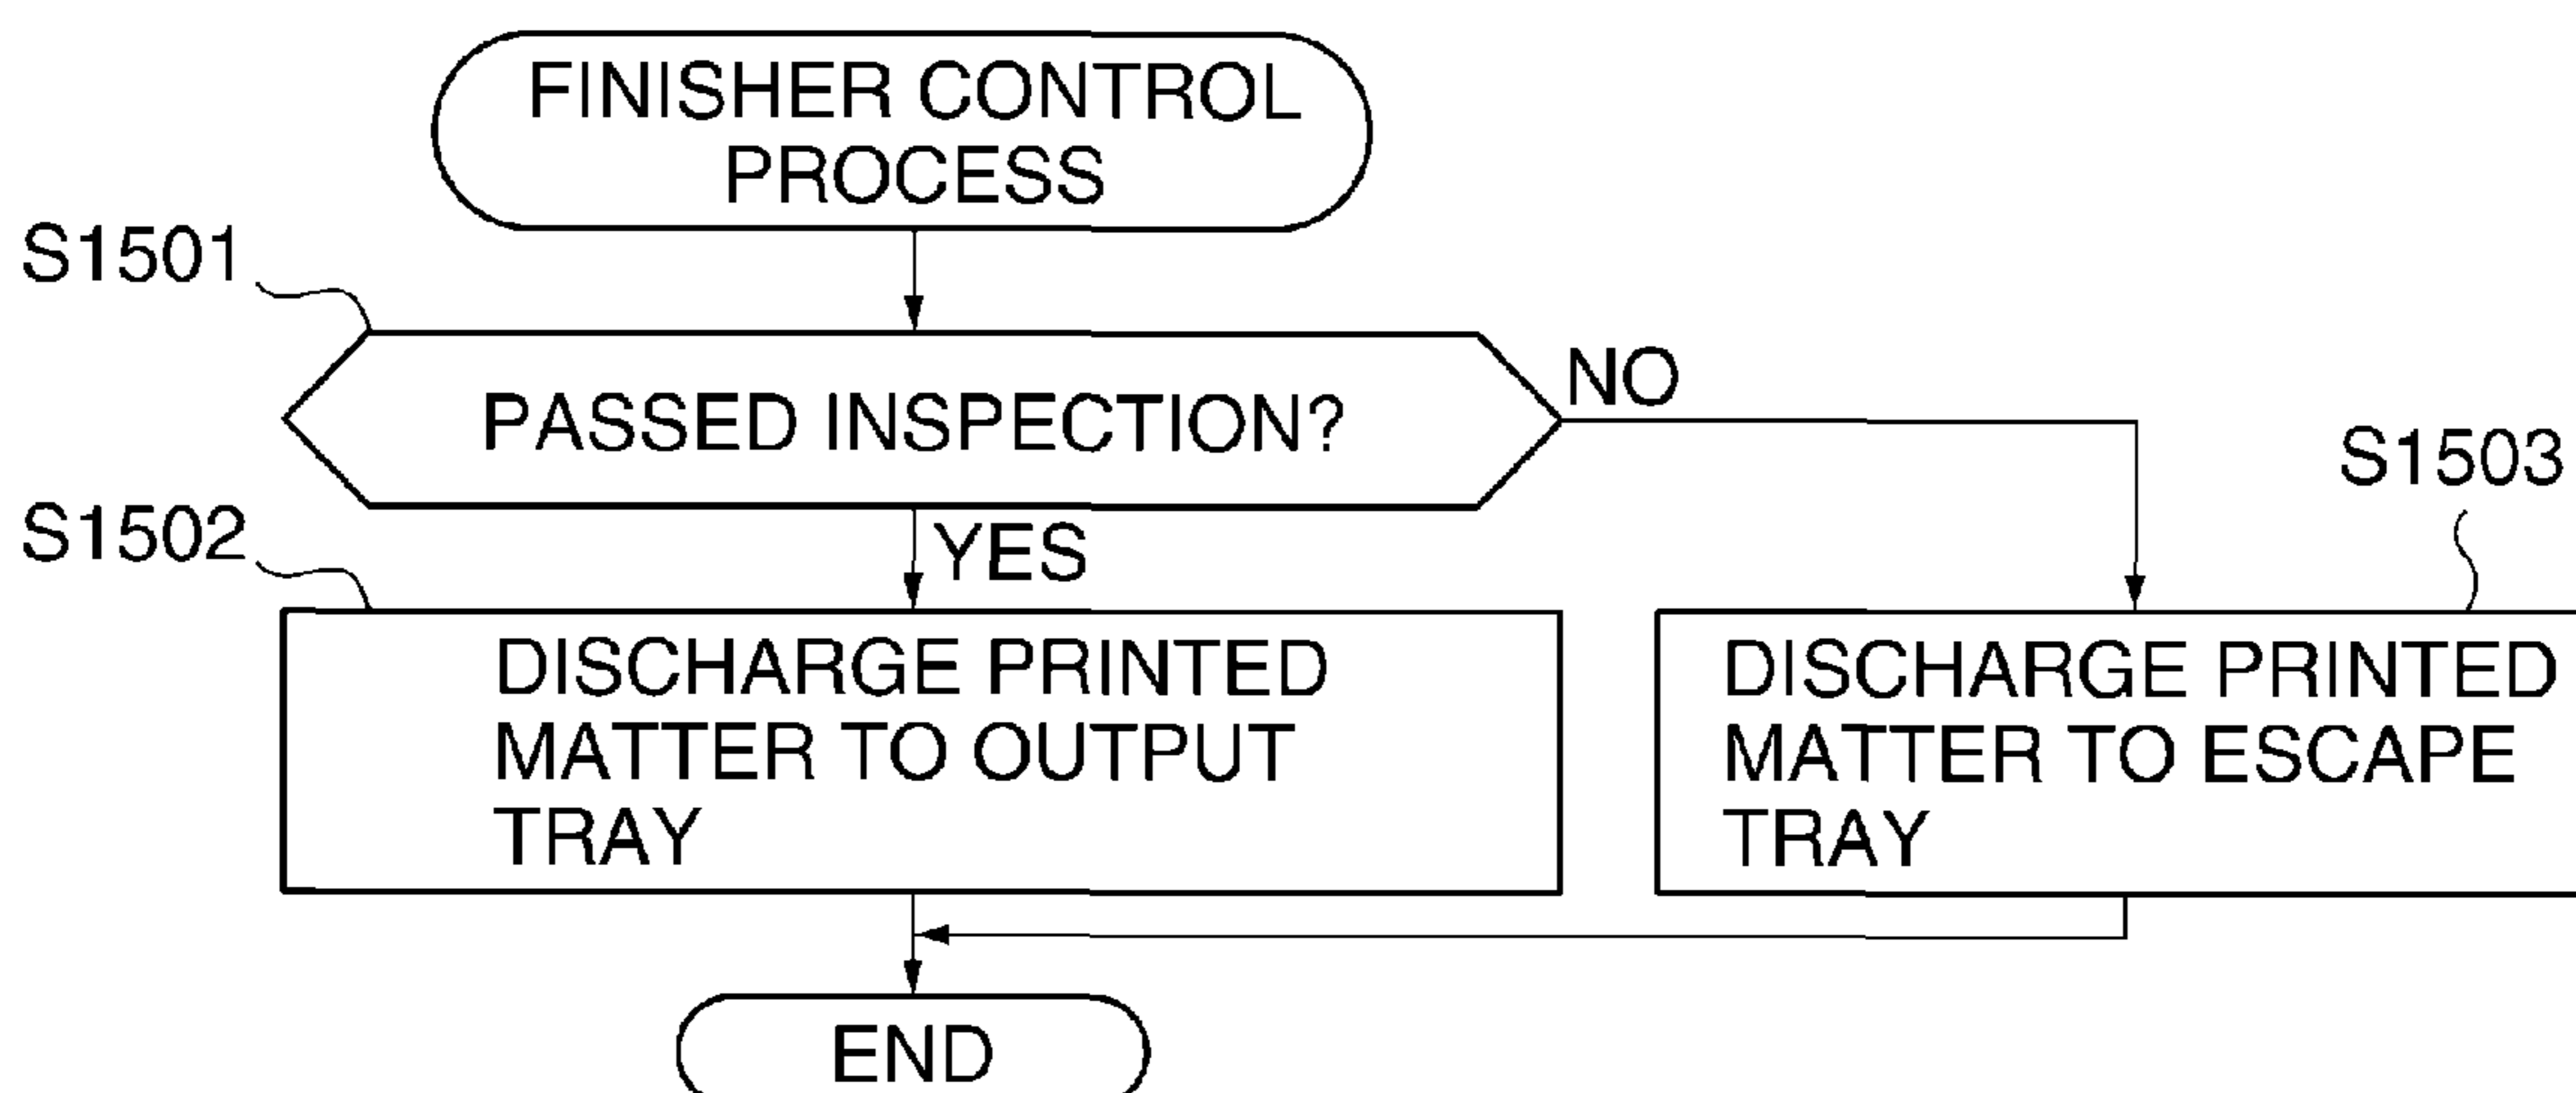 FINISHER CONTROL
PROCESS
S1501
PASSED INSPECTION?
NO
S1503
S1502
YES
DISCHARGE PRINTED
MATTER TO OUTPUT
TRAY
DISCHARGE PRINTED
MATTER TO ESCAPE
TRAY
END